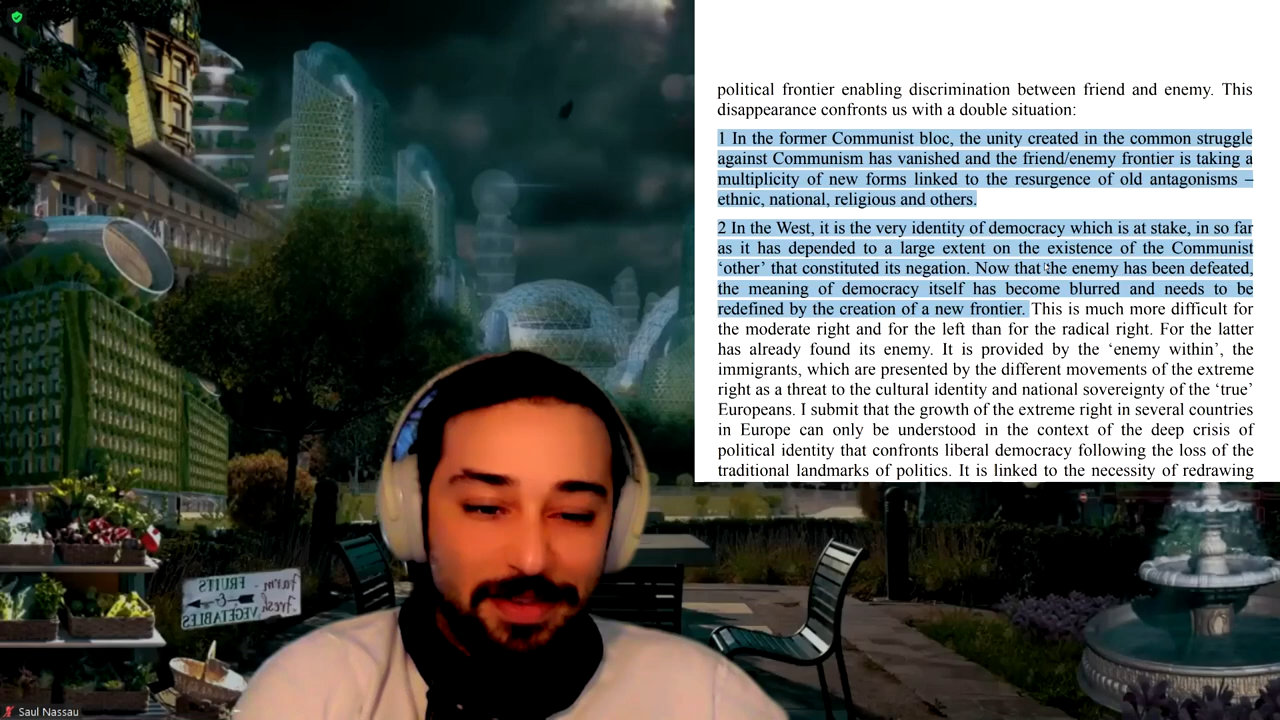 political frontier enabling discrimination between friend and enemy. This
disappearance confronts us with a double situation:
1 In the former Communist bloc, the unity created in the common struggle
against Communism has vanished and the friend/enemy frontier is taking a
multiplicity of new forms linked to the resurgence of old antagonisms –
ethnic, national, religious and others.
2 In the West, it is the very identity of democracy which is at stake, in so far
as it has depended to a large extent on the existence of the Communist
‘other’ that constituted its negation. Now that the enemy has been defeated,
the meaning of democracy itself has become blurred and needs to be
redefined by the creation of a new frontier. This is much more difficult for
the moderate right and for the left than for the radical right. For the latter
has already found its enemy. It is provided by the ‘enemy within’, the
immigrants, which are presented by the different movements of the extreme
right as a threat to the cultural identity and national sovereignty of the ‘true’
Europeans. I submit that the growth of the extreme right in several countries
in Europe can only be understood in the context of the deep crisis of
political identity that confronts liberal democracy following the loss of the
traditional landmarks of politics. It is linked to the necessity of redrawing
Farm - FRUITS
Fresh &
VEGETABLES
Saul Nassau